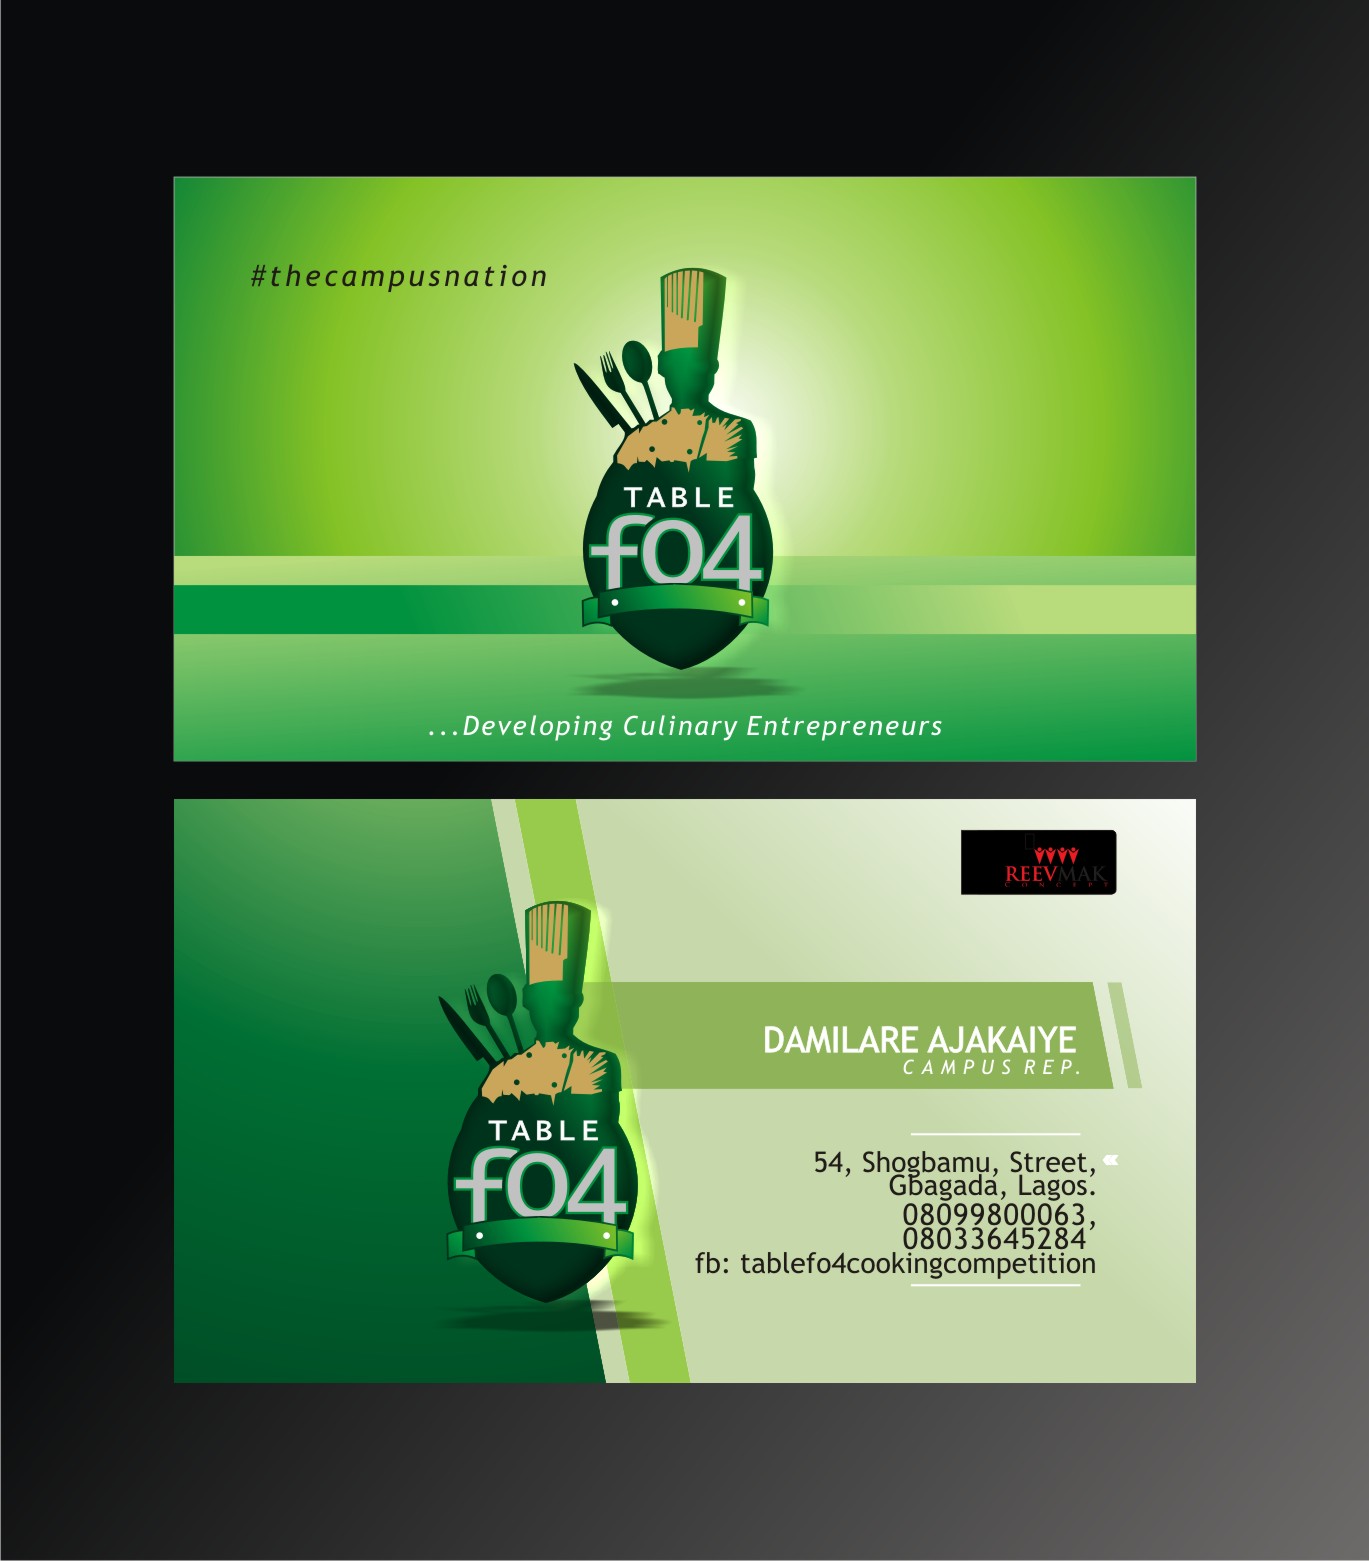 #thecampusnation
TABLE
fo4
...Developing Culinary Entrepreneurs
REEVMAK
CONCEPT
DAMILARE AJAKAIYE
CAMPUS REP.
TABLE
fo4
54, Shogbamu, Street,
Gbagada, Lagos.
08099800063,
08033645284
fb: tablefo4cookingcompetition